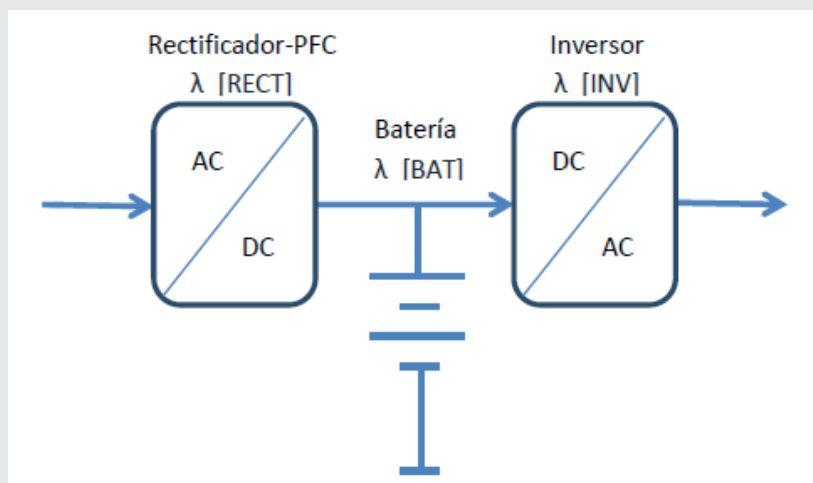 Rectificador-PFC
λ [RECT]
Inversor
λ [INV]
Batería
λ [BAT]
AC
DC
DC
AC